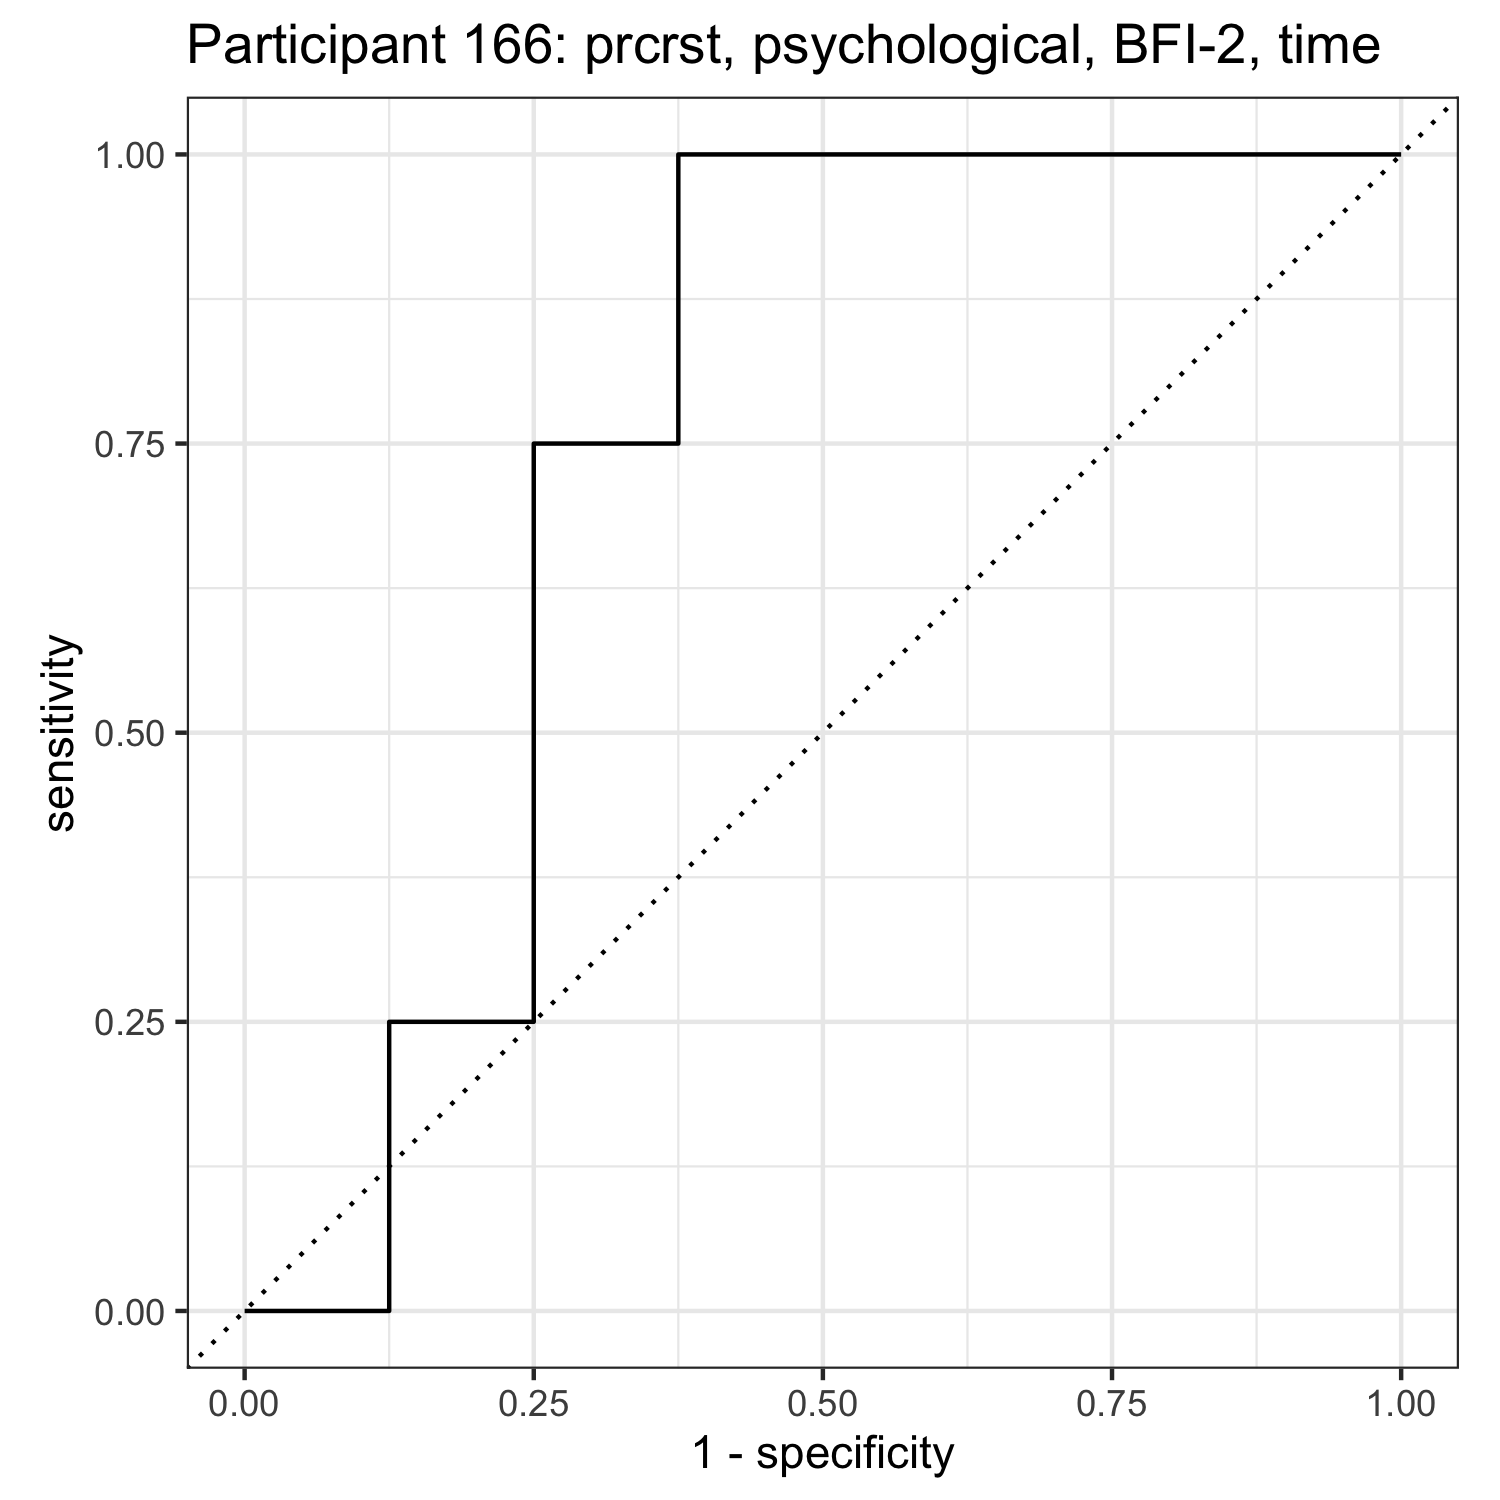 Participant 166: prcrst, psychological, BFI-2, time
1.00
0.75
0.50
0.25
0.00
sensitivity
0.00 0.25 0.50 0.75 1.00
1 - specificity